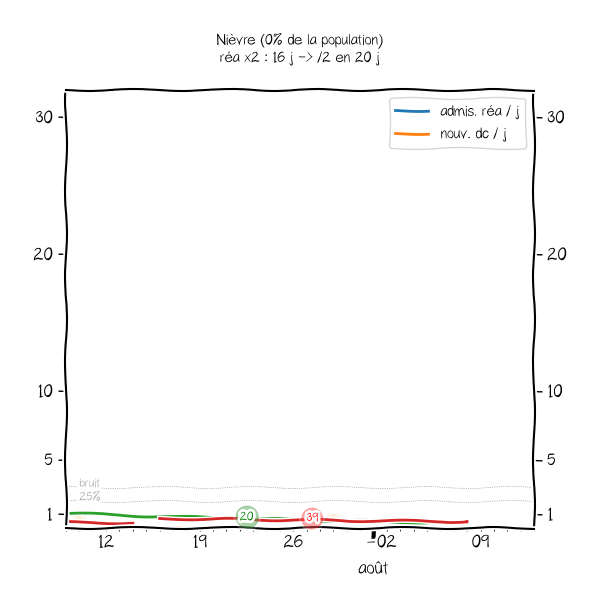 Nièvre (0% de la population)
réa x2 : 16 j -> /2 en 20 j
admis. réa / j
nouv. dc / j
30 30
20 20
10 10
5 5
bruit
25%
1 1
20 39
12 19 26 02 09
août